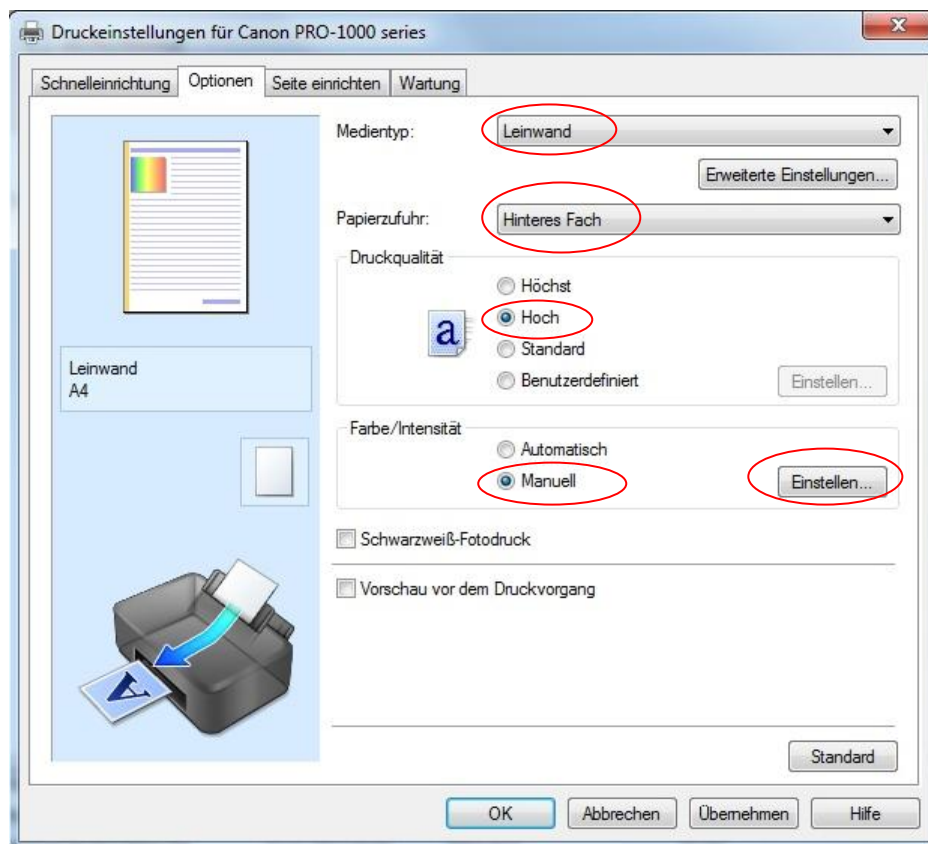 Druckeinstellungen für Canon PRO-1000 series
Schnelleinrichtung Optionen Seite einrichten Wartung
Medientyp: Leinwand
Erweiterte Einstellungen...
Papierzufuhr: Hinteres Fach
Druckqualität
Höchst
a Hoch
Standard
Leinwand
A4
Benutzerdefiniert Einstellen...
Farbe/Intensität
Automatisch
Manuell Einstellen...
Schwarzweiß-Fotodruck
Vorschau vor dem Druckvorgang
A
Standard
OK Abbrechen Übernehmen Hilfe